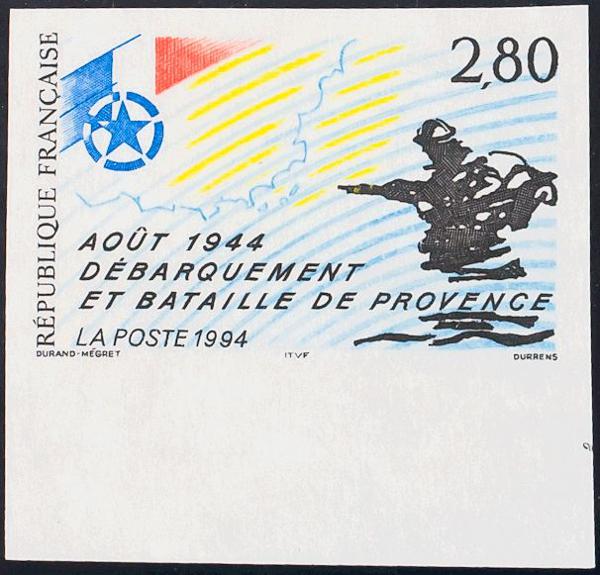 RÉPUBLIQUE FRANÇAISE
2,80
AOÛT 1944
DÉBARQUEMENT
ET BATAILLE DE PROVENCE
LA POSTE 1994
DURAND-MÉGRET
ITVF
DURRENS